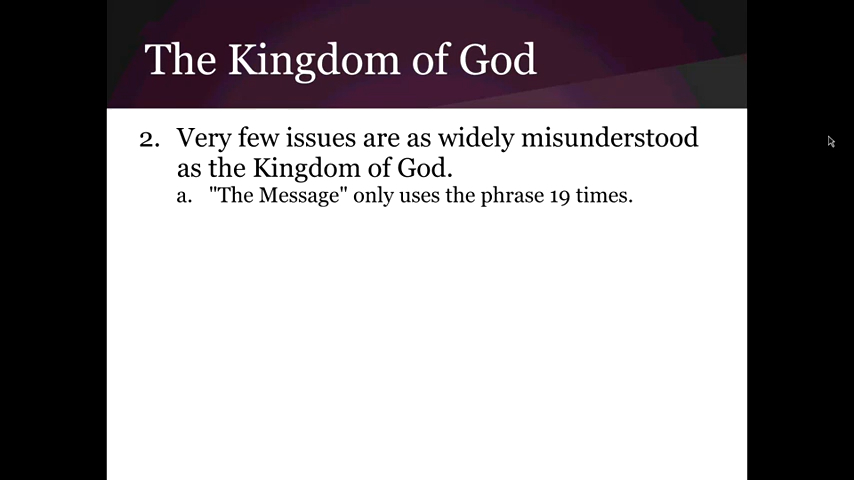 The Kingdom of God
2. Very few issues are as widely misunderstood
as the Kingdom of God.
a. "The Message" only uses the phrase 19 times.